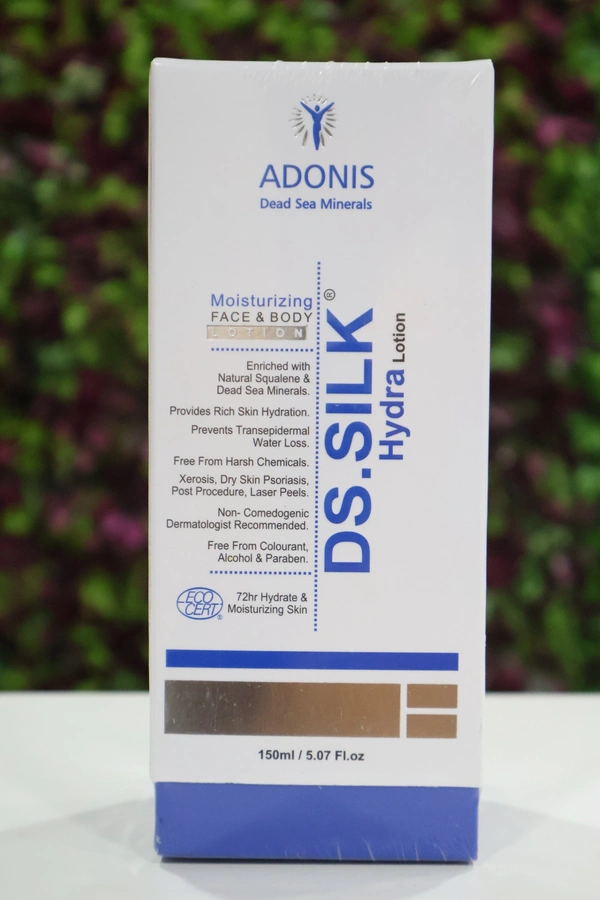 ADONIS
Dead Sea Minerals
Moisturizing
FACE & BODY
LOTION
Enriched with
Natural Squalene &
Dead Sea Minerals.
Provides Rich Skin Hydration.
Prevents Transepidermal
Water Loss.
Free From Harsh Chemicals.
Xerosis, Dry Skin Psoriasis,
Post Procedure, Laser Peels.
Non- Comedogenic
Dermatologist Recommended.
Free From Colourant,
Alcohol & Paraben.
ECO
CERT®
72hr Hydrate &
Moisturizing Skin
DS.SILK®
Hydra Lotion
150ml / 5.07 Fl.oz